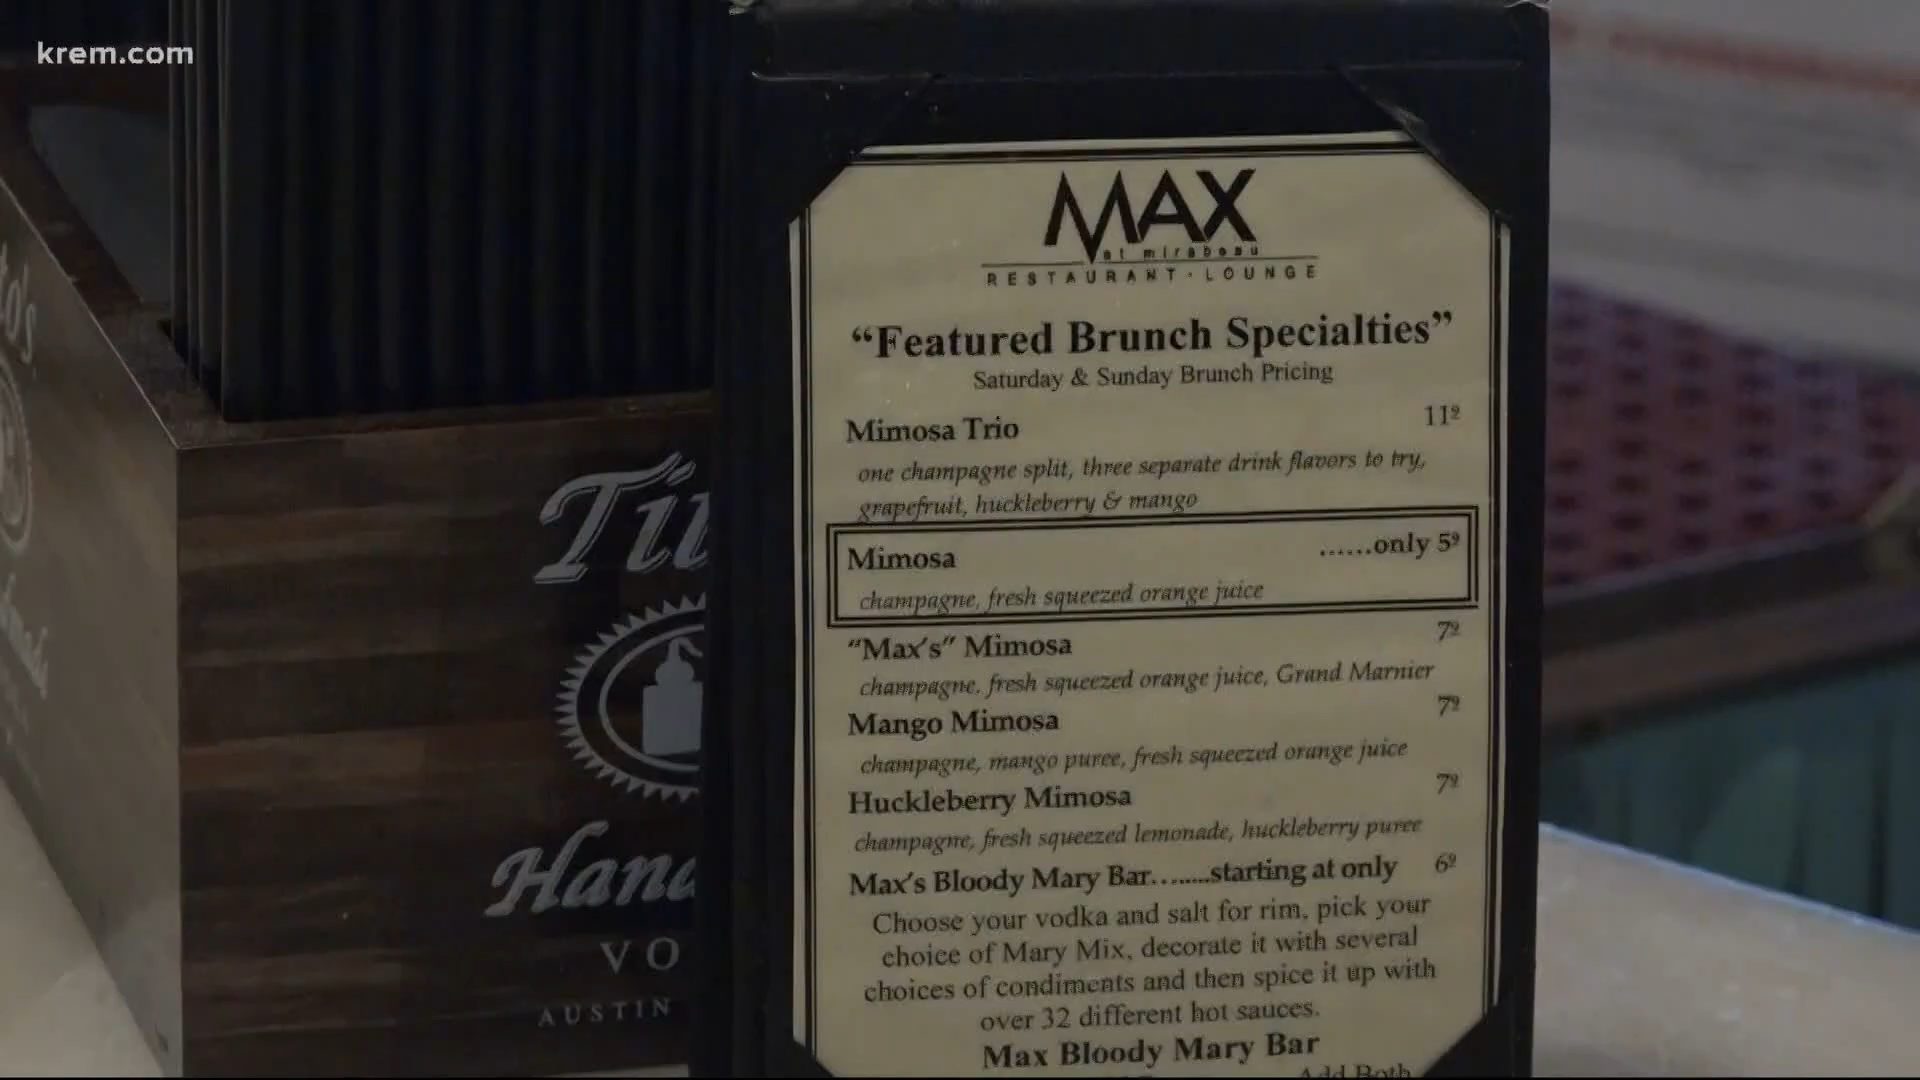 krem.com
MAX
at mirabeau
RESTAURANT · LOUNGE
“Featured Brunch Specialties”
Saturday & Sunday Brunch Pricing
Mimosa Trio 11⁹
one champagne split, three separate drink flavors to try,
grapefruit, huckleberry & mango
Mimosa ......only 5⁹
champagne, fresh squeezed orange juice
“Max’s” Mimosa 7⁹
champagne, fresh squeezed orange juice, Grand Marnier
Mango Mimosa 7⁹
champagne, mango puree, fresh squeezed orange juice
Huckleberry Mimosa 7⁹
champagne, fresh squeezed lemonade, huckleberry puree
Max’s Bloody Mary Bar........starting at only 6⁹
Choose your vodka and salt for rim, pick your
choice of Mary Mix, decorate it with several
choices of condiments and then spice it up with
over 32 different hot sauces.
Max Bloody Mary Bar
Add Both
Tit
Hand
VO
AUSTIN
to's